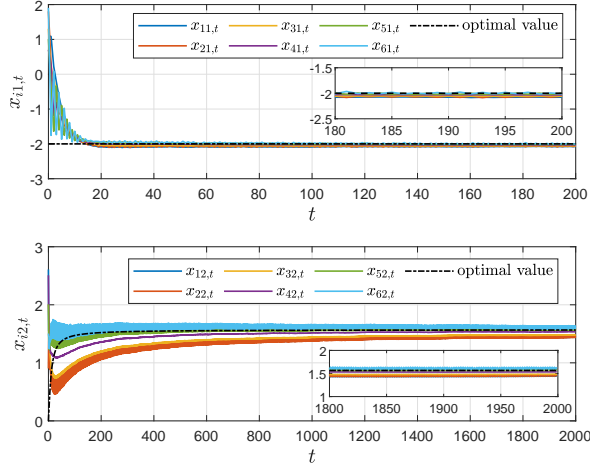 2
1
0
-1
-2
-3
x_{i1,t}
x_{11,t} x_{31,t} x_{51,t} optimal value
x_{21,t} x_{41,t} x_{61,t}
-1.5
-2
-2.5
180 185 190 195 200
0 20 40 60 80 100 120 140 160 180 200
t
3
2
1
0
x_{i2,t}
x_{12,t} x_{32,t} x_{52,t} optimal value
x_{22,t} x_{42,t} x_{62,t}
2
1.5
1
1800 1850 1900 1950 2000
0 200 400 600 800 1000 1200 1400 1600 1800 2000
t